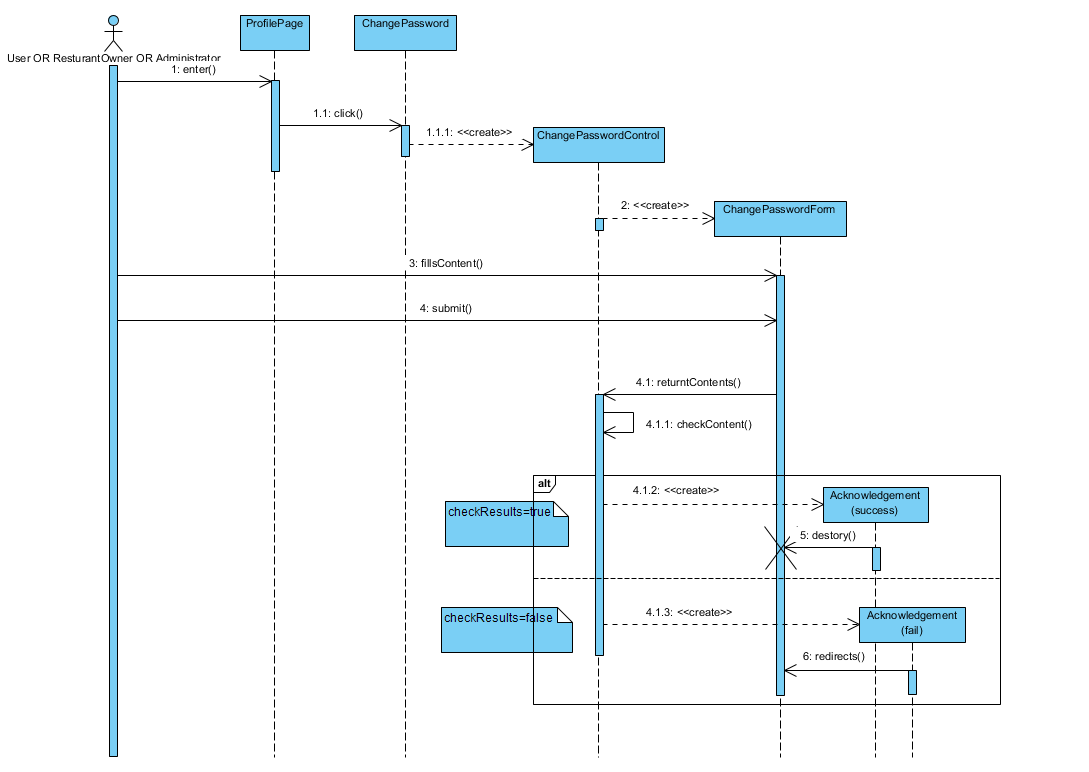 ProfilePage
ChangePassword
User OR ResturantOwner OR Administrator
1: enter()
1.1: click()
1.1.1: <<create>>
ChangePasswordControl
2: <<create>>
ChangePasswordForm
3: fillsContent()
4: submit()
4.1: returntContents()
4.1.1: checkContent()
alt
4.1.2: <<create>>
Acknowledgement
(success)
checkResults=true
5: destory()
4.1.3: <<create>>
Acknowledgement
(fail)
checkResults=false
6: redirects()